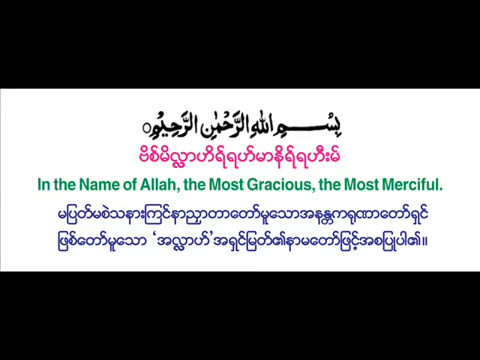 بِسْمِ اللهِ الرَّحْمٰنِ الرَّحِيْمِ
ဗိစ်မိလ္လာဟိရ်ရဟ်မာနိရ်ရဟီးမ်
In the Name of Allah, the Most Gracious, the Most Merciful.
မပြတ်မစဲသနားကြင်နာညှာတာတော်မူသောအနန္တကရုဏာတော်ရှင်
ဖြစ်တော်မူသော ‘အလ္လာဟ်’အရှင်မြတ်၏နာမတော်ဖြင့်အစပြုပါ၏။